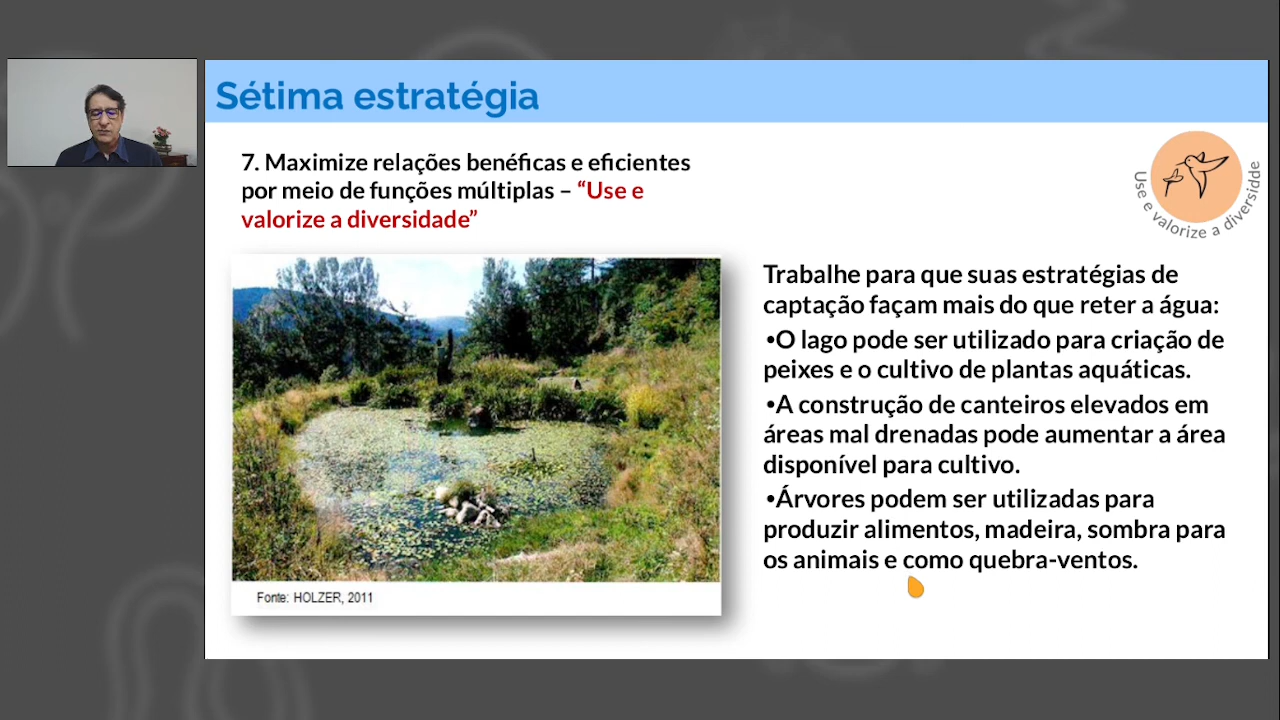 Sétima estratégia
7. Maximize relações benéficas e eficientes
por meio de funções múltiplas – “Use e
valorize a diversidade”
Use e valorize a diversidde
Trabalhe para que suas estratégias de
captação façam mais do que reter a água:
•O lago pode ser utilizado para criação de
peixes e o cultivo de plantas aquáticas.
•A construção de canteiros elevados em
áreas mal drenadas pode aumentar a área
disponível para cultivo.
•Árvores podem ser utilizadas para
produzir alimentos, madeira, sombra para
os animais e como quebra-ventos.
Fonte: HOLZER, 2011